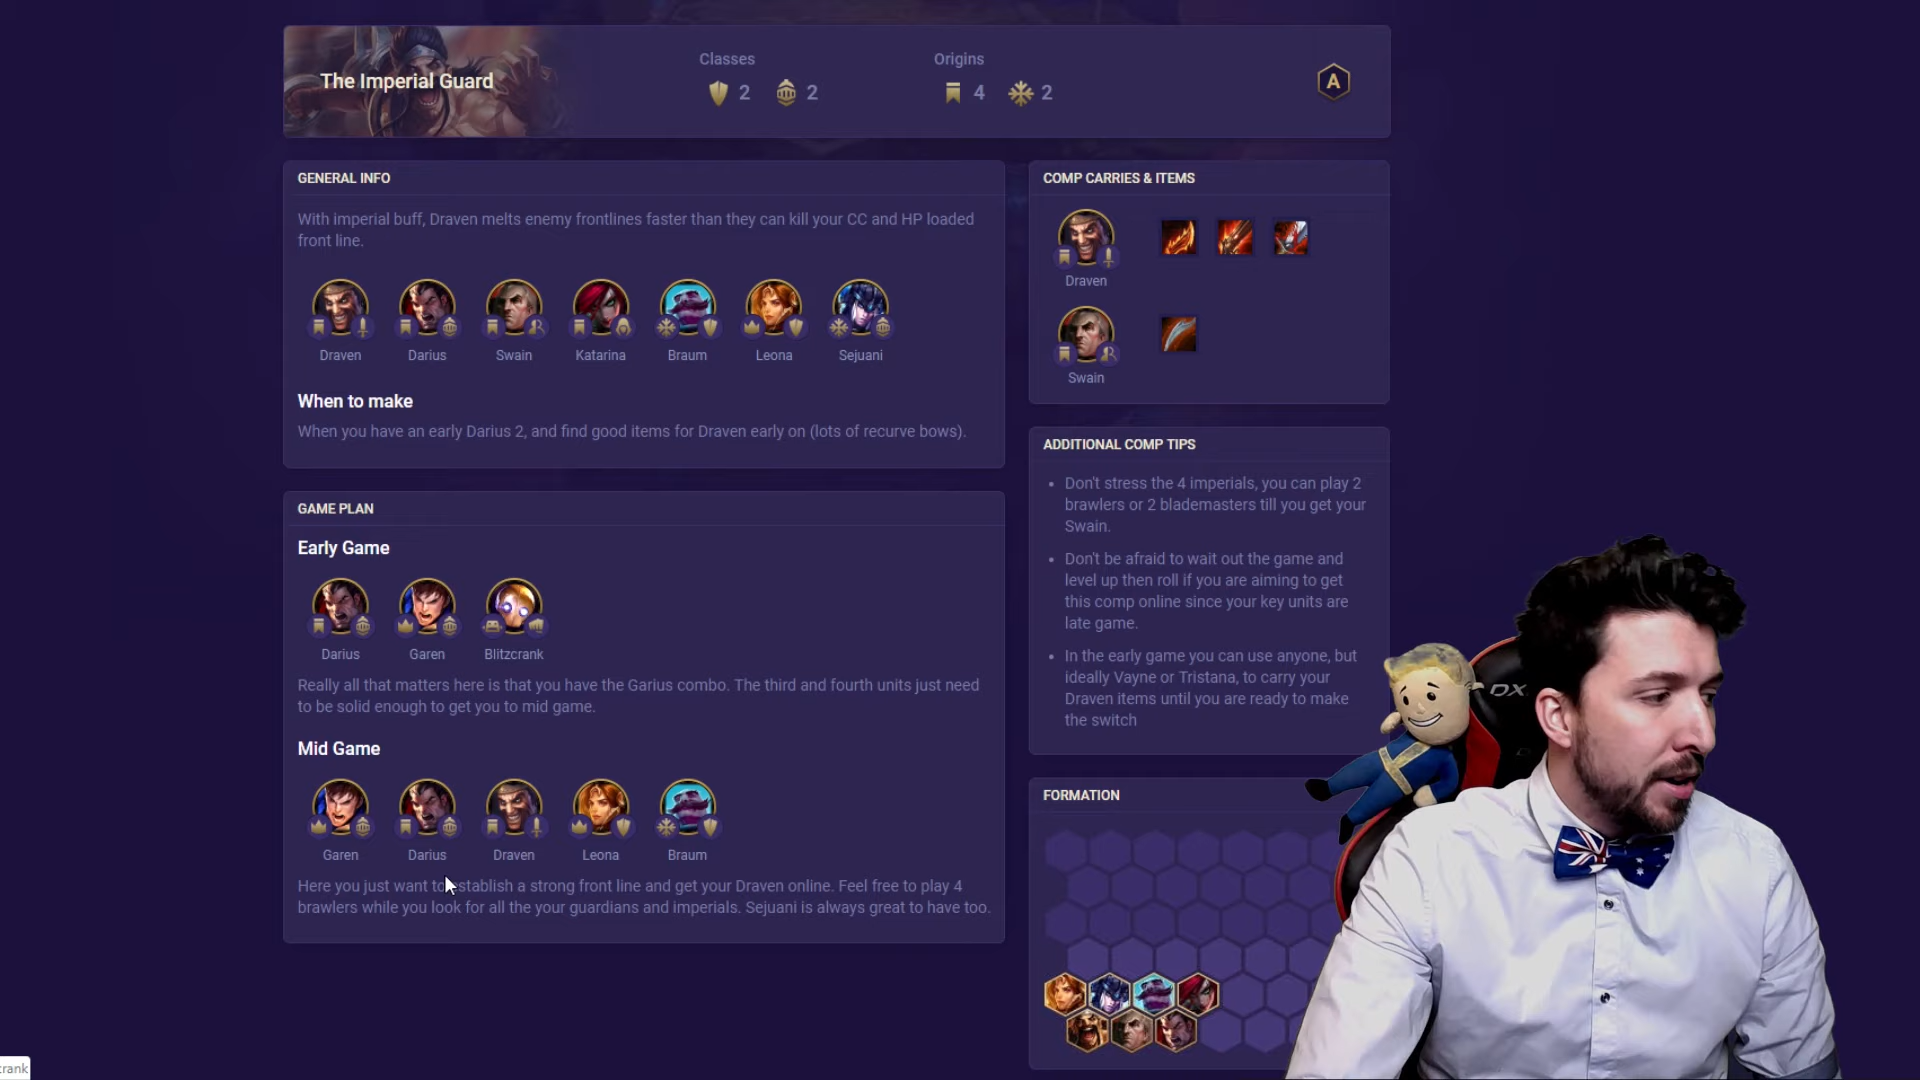 The Imperial Guard
Classes
2
2
Origins
4
2
A
GENERAL INFO
With imperial buff, Draven melts enemy frontlines faster than they can kill your CC and HP loaded
front line.
Draven
Darius
Swain
Katarina
Braum
Leona
Sejuani
When to make
When you have an early Darius 2, and find good items for Draven early on (lots of recurve bows).
GAME PLAN
Early Game
Darius
Garen
Blitzcrank
Really all that matters here is that you have the Garius combo. The third and fourth units just need
to be solid enough to get you to mid game.
Mid Game
Garen
Darius
Draven
Leona
Braum
Here you just want to establish a strong front line and get your Draven online. Feel free to play 4
brawlers while you look for all the your guardians and imperials. Sejuani is always great to have too.
COMP CARRIES & ITEMS
Draven
Swain
ADDITIONAL COMP TIPS
Don't stress the 4 imperials, you can play 2
brawlers or 2 blademasters till you get your
Swain.
Don't be afraid to wait out the game and
level up then roll if you are aiming to get
this comp online since your key units are
late game.
In the early game you can use anyone, but
ideally Vayne or Tristana, to carry your
Draven items until you are ready to make
the switch
FORMATION
DX
crank